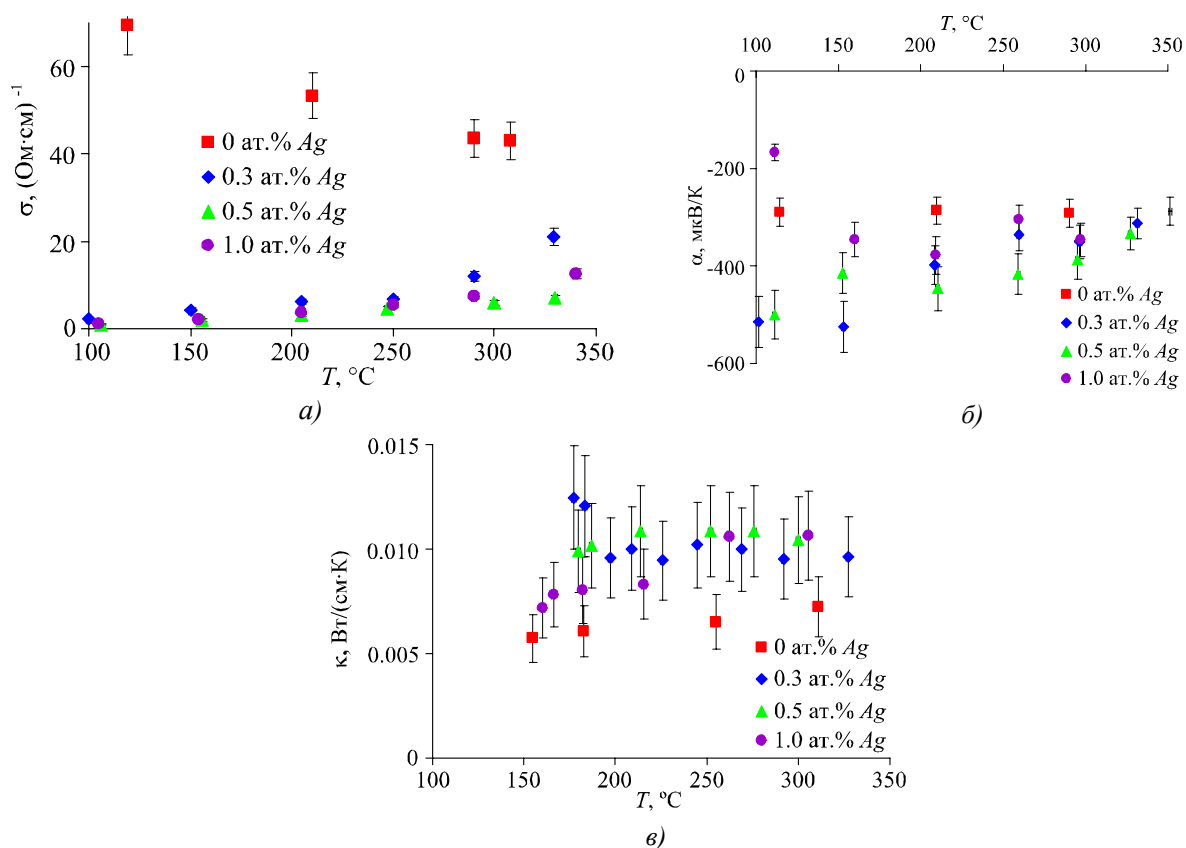 60
40
20
0
σ, (Ом·см) -1
0 ат.% Ag
0.3 ат.% Ag
0.5 ат.% Ag
1.0 ат.% Ag
100 150 200 250 300 350
T, °C
а)
T, °C
100 150 200 250 300 350
0
-200
-400
-600
α, мкВ/К
0 ат.% Ag
0.3 ат.% Ag
0.5 ат.% Ag
1.0 ат.% Ag
б)
0.015
0.010
0.005
0
κ, Вт/(см·К)
0 ат.% Ag
0.3 ат.% Ag
0.5 ат.% Ag
1.0 ат.% Ag
100 150 200 250 300 350
T, ºC
в)